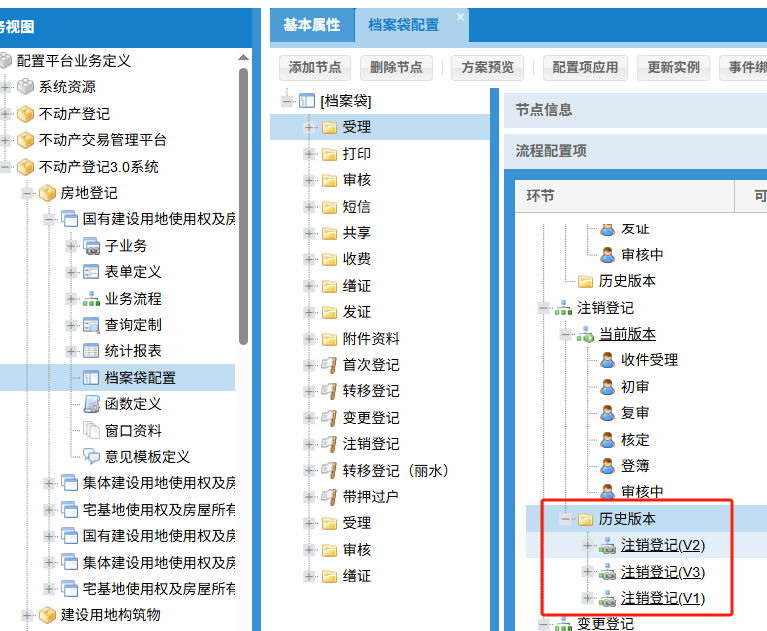 务视图
配置平台业务定义
系统资源
不动产登记
不动产交易管理平台
不动产登记3.0系统
房地登记
国有建设用地使用权及房
子业务
表单定义
业务流程
查询定制
统计报表
档案袋配置
函数定义
窗口资料
意见模板定义
集体建设用地使用权及房
宅基地使用权及房屋所有
国有建设用地使用权及房
集体建设用地使用权及房
宅基地使用权及房屋所有
建设用地构筑物
基本属性
档案袋配置
添加节点
删除节点
方案预览
配置项应用
更新实例
事件绑
[档案袋]
受理
打印
审核
短信
共享
收费
缮证
发证
附件资料
首次登记
转移登记
变更登记
注销登记
转移登记（丽水）
带押过户
受理
审核
缮证
节点信息
流程配置项
环节
可
发证
审核中
历史版本
注销登记
当前版本
收件受理
初审
复审
核定
登簿
审核中
历史版本
注销登记(V2)
注销登记(V3)
注销登记(V1)
变更登记